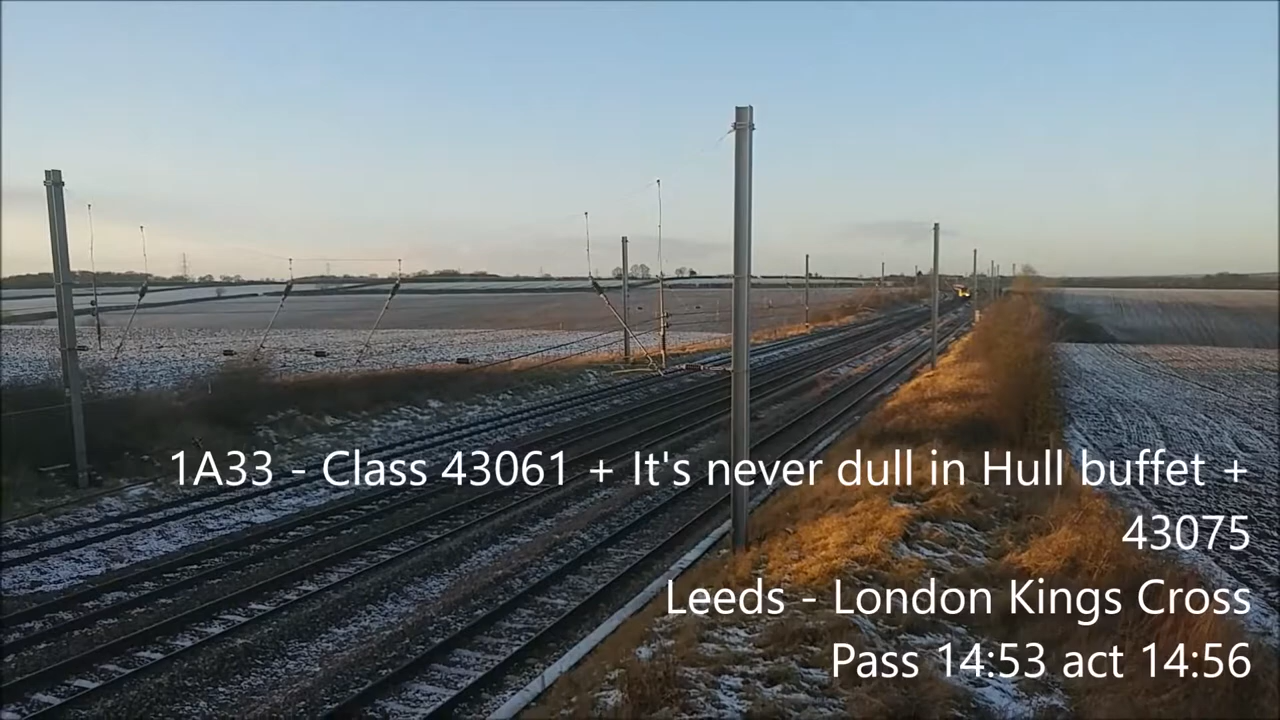 1A33 - Class 43061 + It's never dull in Hull buffet +
43075
Leeds - London Kings Cross
Pass 14:53 act 14:56